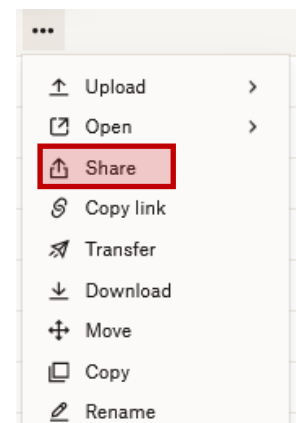 Upload
Open
Share
Copy link
Transfer
Download
Move
Copy
Rename